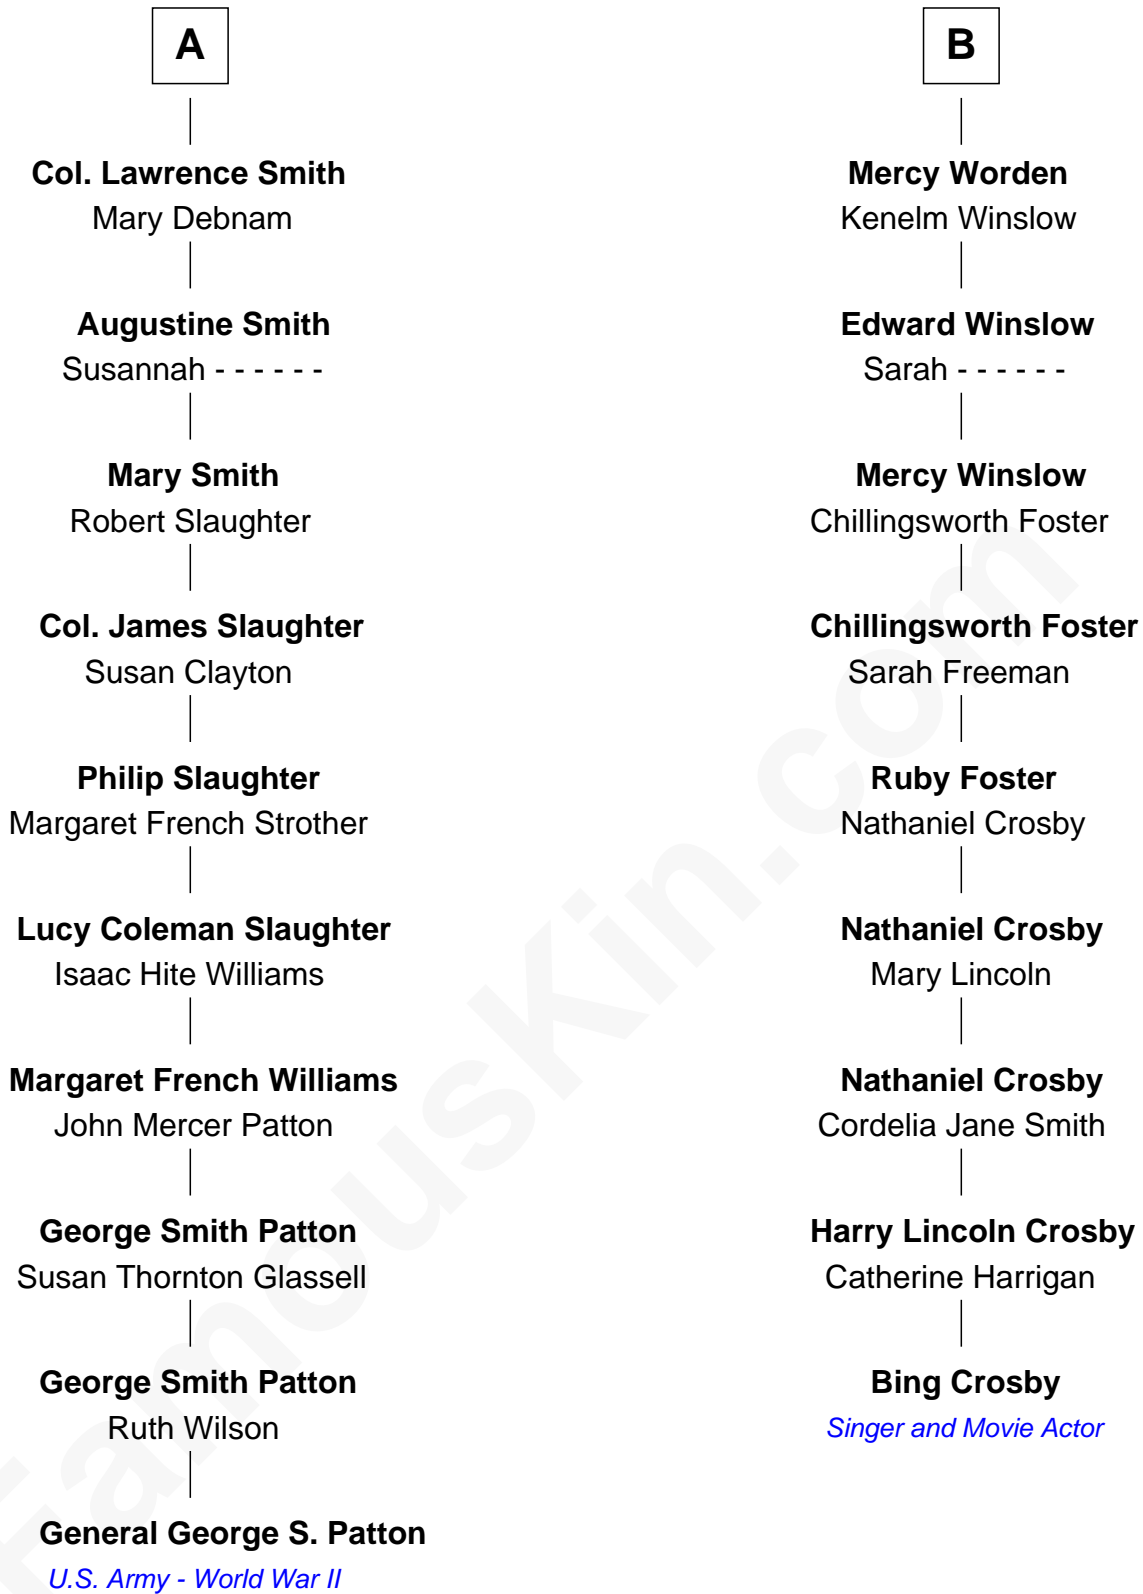 A
Col. Lawrence Smith
Mary Debnam
Augustine Smith
Susannah - - - - - -
Mary Smith
Robert Slaughter
Col. James Slaughter
Susan Clayton
Philip Slaughter
Margaret French Strother
Lucy Coleman Slaughter
Isaac Hite Williams
Margaret French Williams
John Mercer Patton
George Smith Patton
Susan Thornton Glassell
George Smith Patton
Ruth Wilson
General George S. Patton
U.S. Army - World War II
B
Mercy Worden
Kenelm Winslow
Edward Winslow
Sarah - - - - - -
Mercy Winslow
Chillingsworth Foster
Chillingsworth Foster
Sarah Freeman
Ruby Foster
Nathaniel Crosby
Nathaniel Crosby
Mary Lincoln
Nathaniel Crosby
Cordelia Jane Smith
Harry Lincoln Crosby
Catherine Harrigan
Bing Crosby
Singer and Movie Actor
FamousKin.com